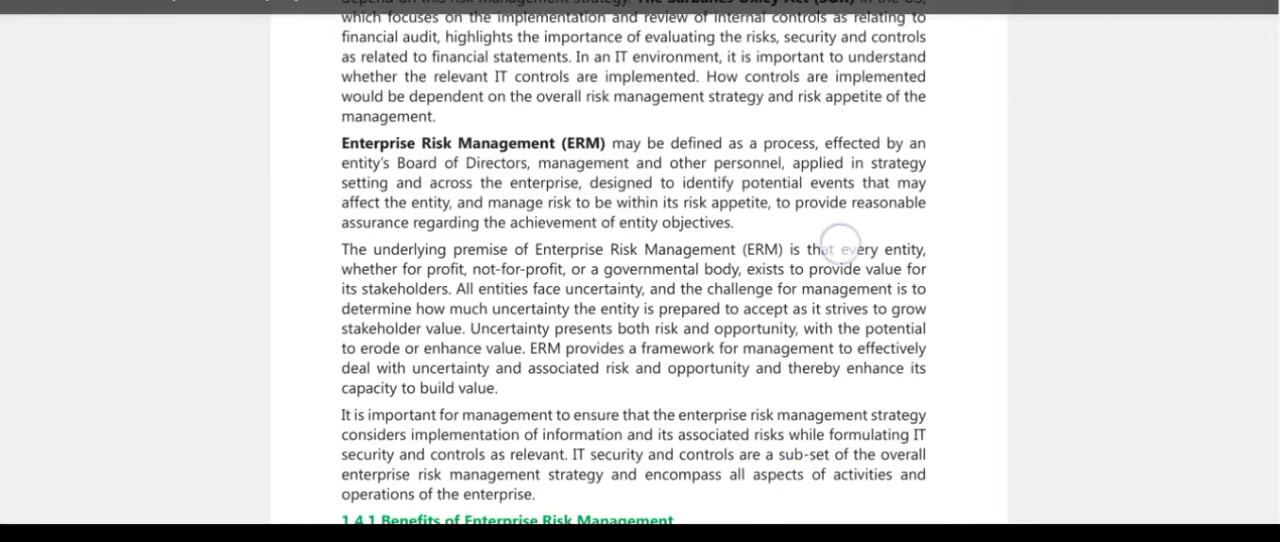 The Sarbanes Oxley Act (SOX) in the US,
which focuses on the implementation and review of internal controls as relating to
financial audit, highlights the importance of evaluating the risks, security and controls
as related to financial statements. In an IT environment, it is important to understand
whether the relevant IT controls are implemented. How controls are implemented
would be dependent on the overall risk management strategy and risk appetite of the
management.
Enterprise Risk Management (ERM) may be defined as a process, effected by an
entity's Board of Directors, management and other personnel, applied in strategy
setting and across the enterprise, designed to identify potential events that may
affect the entity, and manage risk to be within its risk appetite, to provide reasonable
assurance regarding the achievement of entity objectives.
The underlying premise of Enterprise Risk Management (ERM) is that every entity,
whether for profit, not-for-profit, or a governmental body, exists to provide value for
its stakeholders. All entities face uncertainty, and the challenge for management is to
determine how much uncertainty the entity is prepared to accept as it strives to grow
stakeholder value. Uncertainty presents both risk and opportunity, with the potential
to erode or enhance value. ERM provides a framework for management to effectively
deal with uncertainty and associated risk and opportunity and thereby enhance its
capacity to build value.
It is important for management to ensure that the enterprise risk management strategy
considers implementation of information and its associated risks while formulating IT
security and controls as relevant. IT security and controls are a sub-set of the overall
enterprise risk management strategy and encompass all aspects of activities and
operations of the enterprise.
1.4.1 Benefits of Enterprise Risk Management